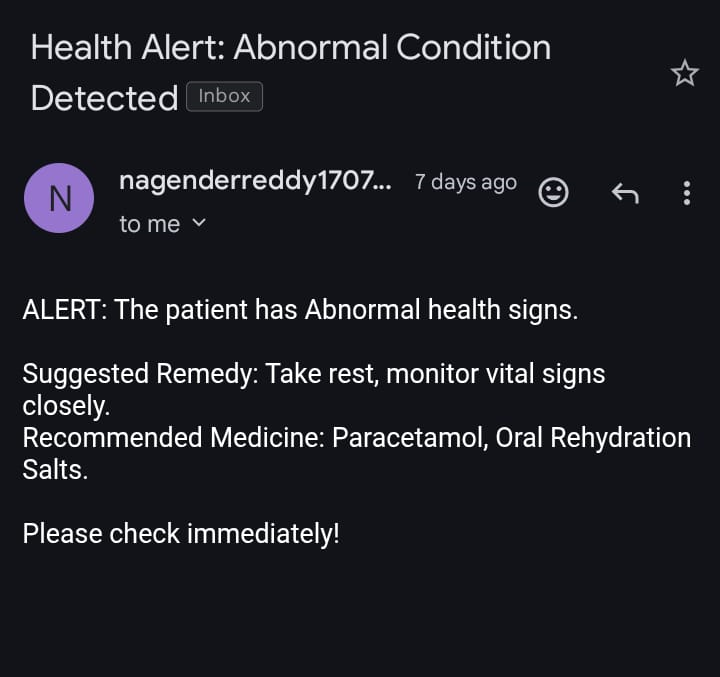 Health Alert: Abnormal Condition
Detected Inbox
N
nagenderreddy1707... 7 days ago
to me
ALERT: The patient has Abnormal health signs.
Suggested Remedy: Take rest, monitor vital signs
closely.
Recommended Medicine: Paracetamol, Oral Rehydration
Salts.
Please check immediately!